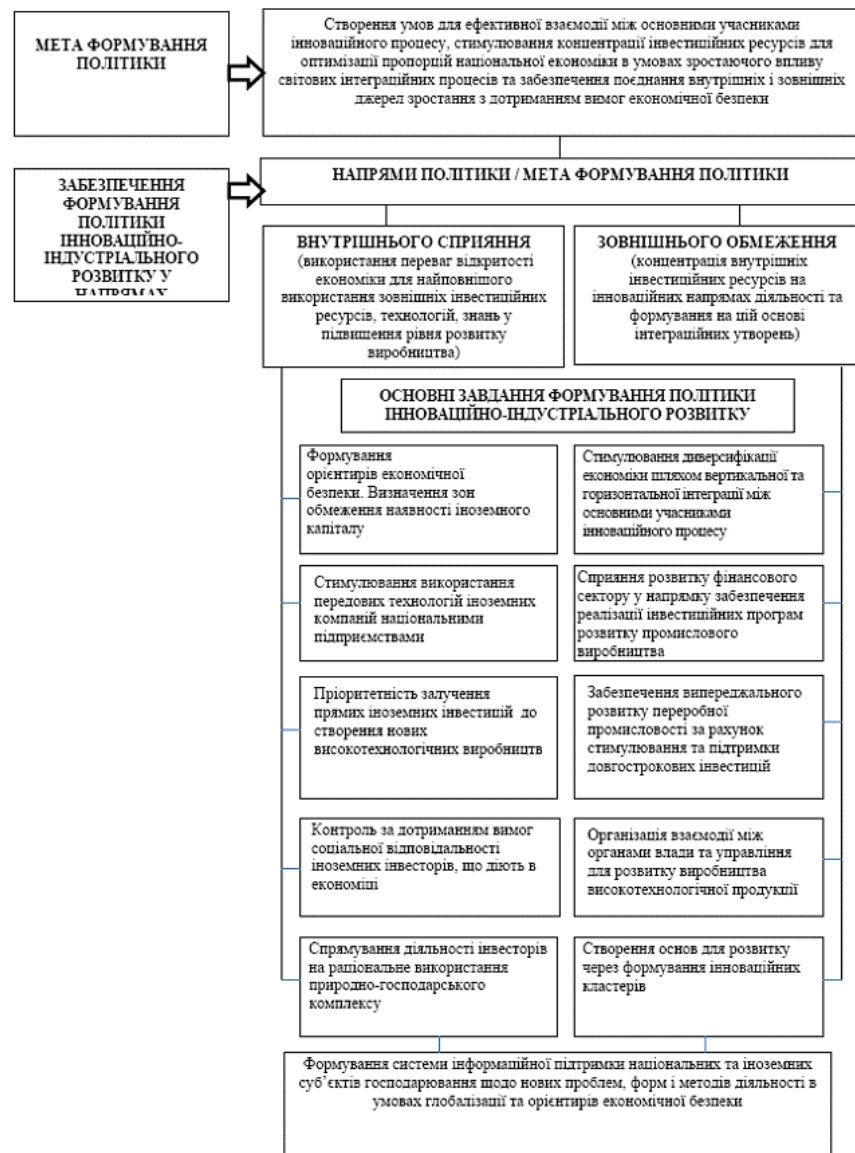 МЕТА ФОРМУВАННЯ
ПОЛІТИКИ
Створення умов для ефективної взаємодії між основними учасниками
інноваційного процесу, стимулювання концентрації інвестиційних ресурсів для
оптимізації пропорцій національної економіки в умовах зростаючого впливу
світових інтеграційних процесів та забезпечення поєднання внутрішніх і зовнішніх
джерел зростання з дотриманням вимог економічної безпеки
ЗАБЕЗПЕЧЕННЯ
ФОРМУВАННЯ
ПОЛІТИКИ
ІННОВАЦІЙНО-
ІНДУСТРІАЛЬНОГО
РОЗВИТКУ У
НАПРЯМАХ
НАПРЯМИ ПОЛІТИКИ / МЕТА ФОРМУВАННЯ ПОЛІТИКИ
ВНУТРІШНЬОГО СПРИЯННЯ
(використання переваг відкритості
економіки для найповнішого
використання зовнішніх інвестиційних
ресурсів, технологій, знань у
підвищення рівня розвитку
виробництва)
ЗОВНІШНЬОГО ОБМЕЖЕННЯ
(концентрація внутрішніх
інвестиційних ресурсів на
інноваційних напрямах діяльності та
формування на цій основі
інтеграційних утворень)
ОСНОВНІ ЗАВДАННЯ ФОРМУВАННЯ ПОЛІТИКИ
ІННОВАЦІЙНО-ІНДУСТРІАЛЬНОГО РОЗВИТКУ
Формування
орієнтирів економічної
безпеки. Визначення зон
обмеження наявності іноземного
капіталу
Стимулювання диверсифікації
економіки шляхом вертикальної та
горизонтальної інтеграції між
основними учасниками
інноваційного процесу
Стимулювання використання
передових технологій іноземних
компаній національними
підприємствами
Сприяння розвитку фінансового
сектору у напрямку забезпечення
реалізації інвестиційних програм
розвитку промислового
виробництва
Пріоритетність залучення
прямих іноземних інвестицій до
створення нових
високотехнологічних виробництв
Забезпечення випереджального
розвитку переробної
промисловості за рахунок
стимулювання та підтримки
довгострокових інвестицій
Контроль за дотриманням вимог
соціальної відповідальності
іноземних інвесторів, що діють в
економіці
Організація взаємодії між
органами влади та управління
для розвитку виробництва
високотехнологічної продукції
Спрямування діяльності інвесторів
на раціональне використання
природно-господарського
комплексу
Створення основ для розвитку
через формування інноваційних
кластерів
Формування системи інформаційної підтримки національних та іноземних
суб’єктів господарювання щодо нових проблем, форм і методів діяльності в
умовах глобалізації та орієнтирів економічної безпеки